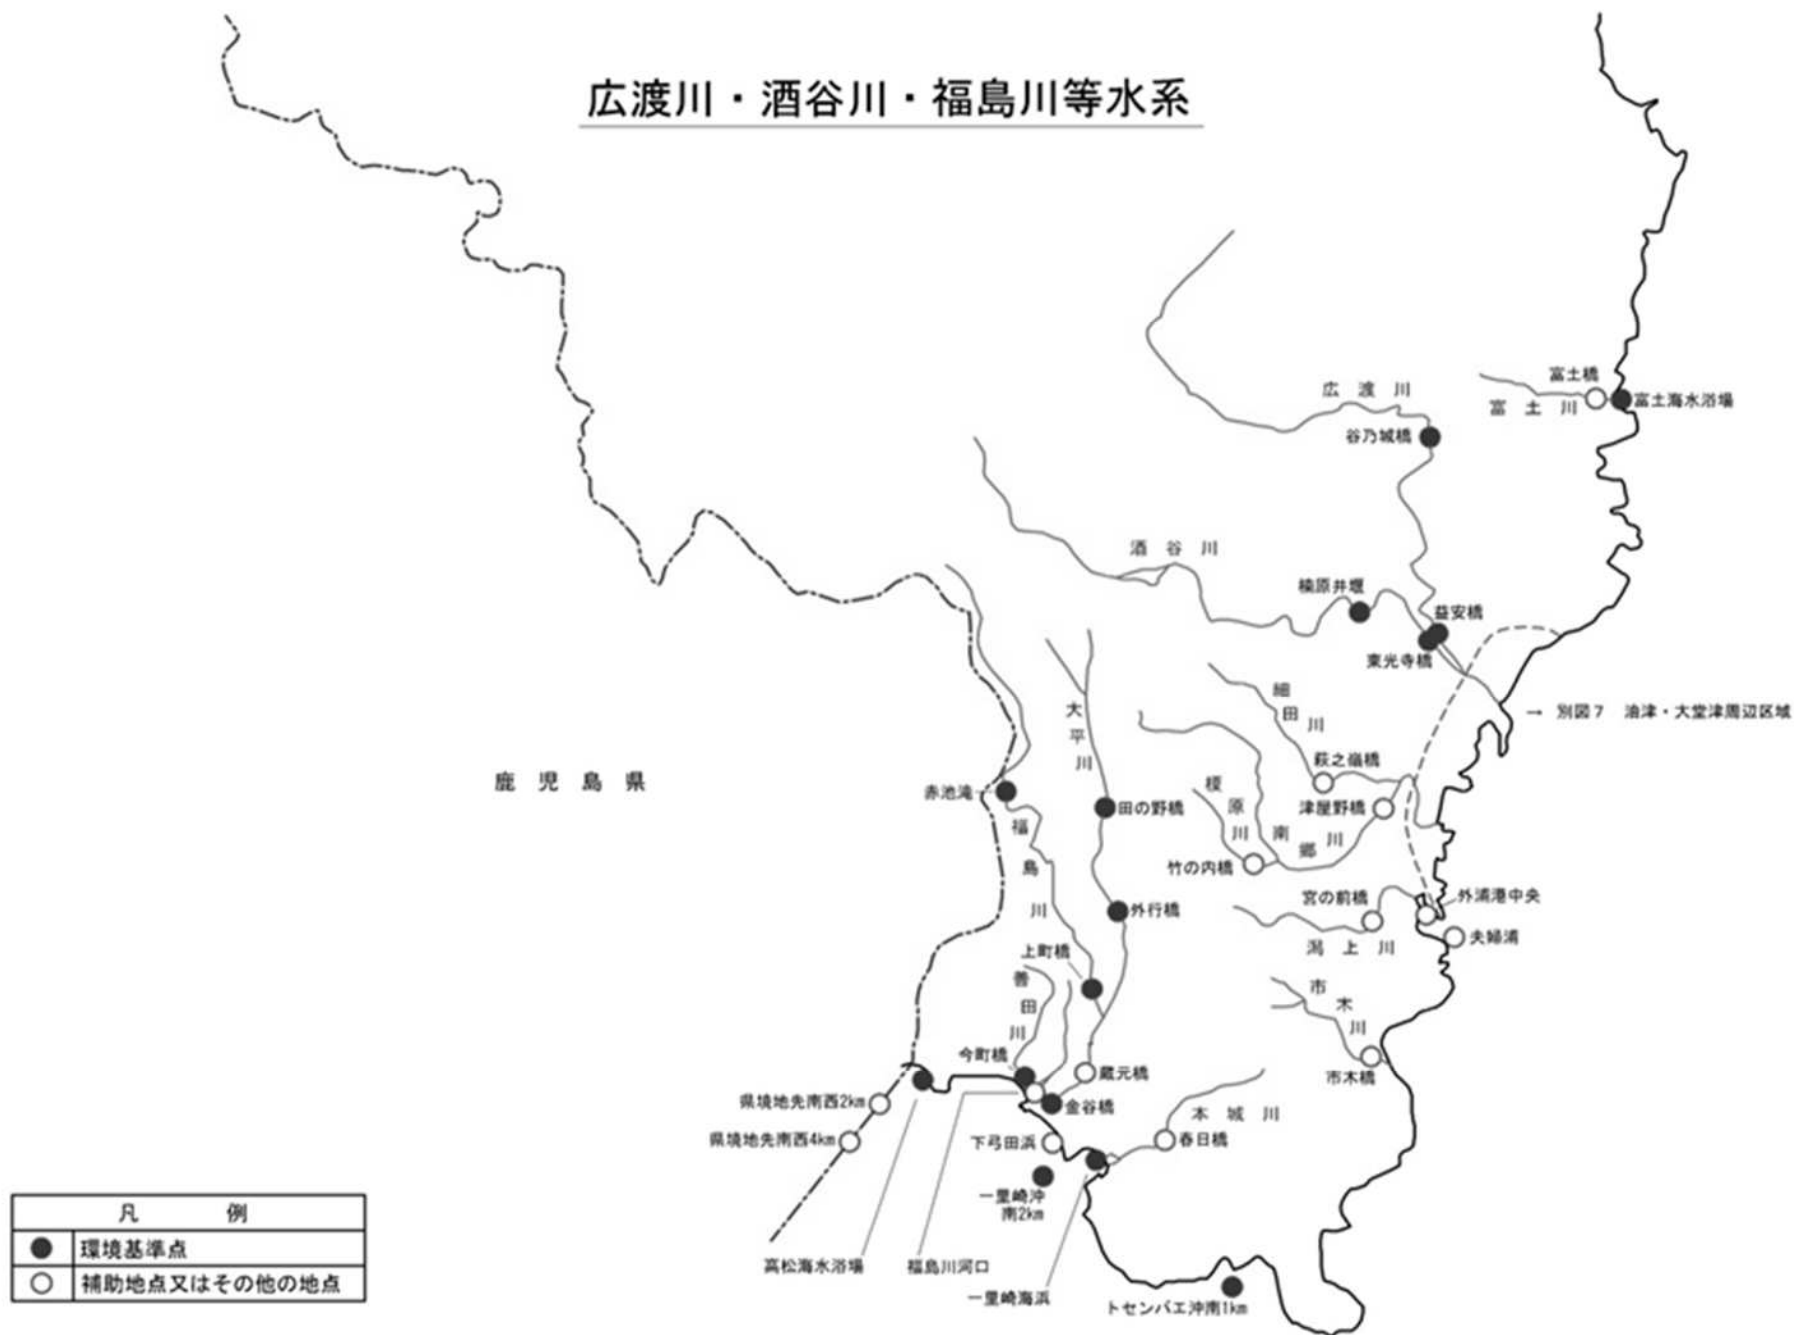 広渡川・酒谷川・福島川等水系
富土橋
広渡川
富土海水浴場
富土川
谷乃城橋
酒谷川
楠原井堰
益安橋
東光寺橋
細田川
大平川
→ 別図7 油津・大堂津周辺区域
萩之嶺橋
鹿児島県
榎原川
赤池滝
田の野橋
津屋野橋
福島川
南郷川
竹の内橋
宮の前橋
外浦港中央
外行橋
夫婦浦
潟上川
上町橋
善田川
市木川
今町橋
蔵元橋
市木橋
県境地先南西2km
金谷橋
本城川
県境地先南西4km
下弓田浜
春日橋
一里崎沖
南2km
高松海水浴場
福島川河口
一里崎海浜
トセンバエ沖南1km
凡例
環境基準点
補助地点又はその他の地点